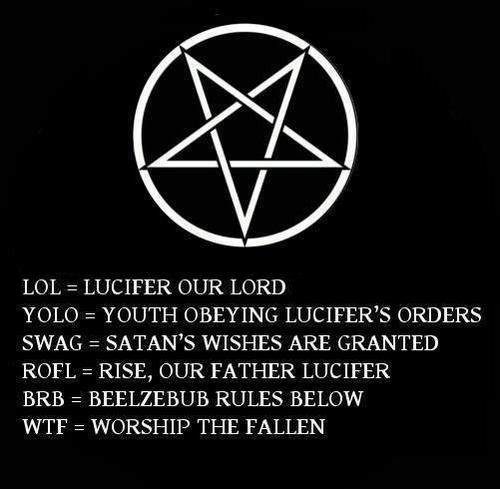 LOL = LUCIFER OUR LORD
YOLO = YOUTH OBEYING LUCIFER'S ORDERS
SWAG = SATAN'S WISHES ARE GRANTED
ROFL = RISE, OUR FATHER LUCIFER
BRB = BEELZEBUB RULES BELOW
WTF = WORSHIP THE FALLEN